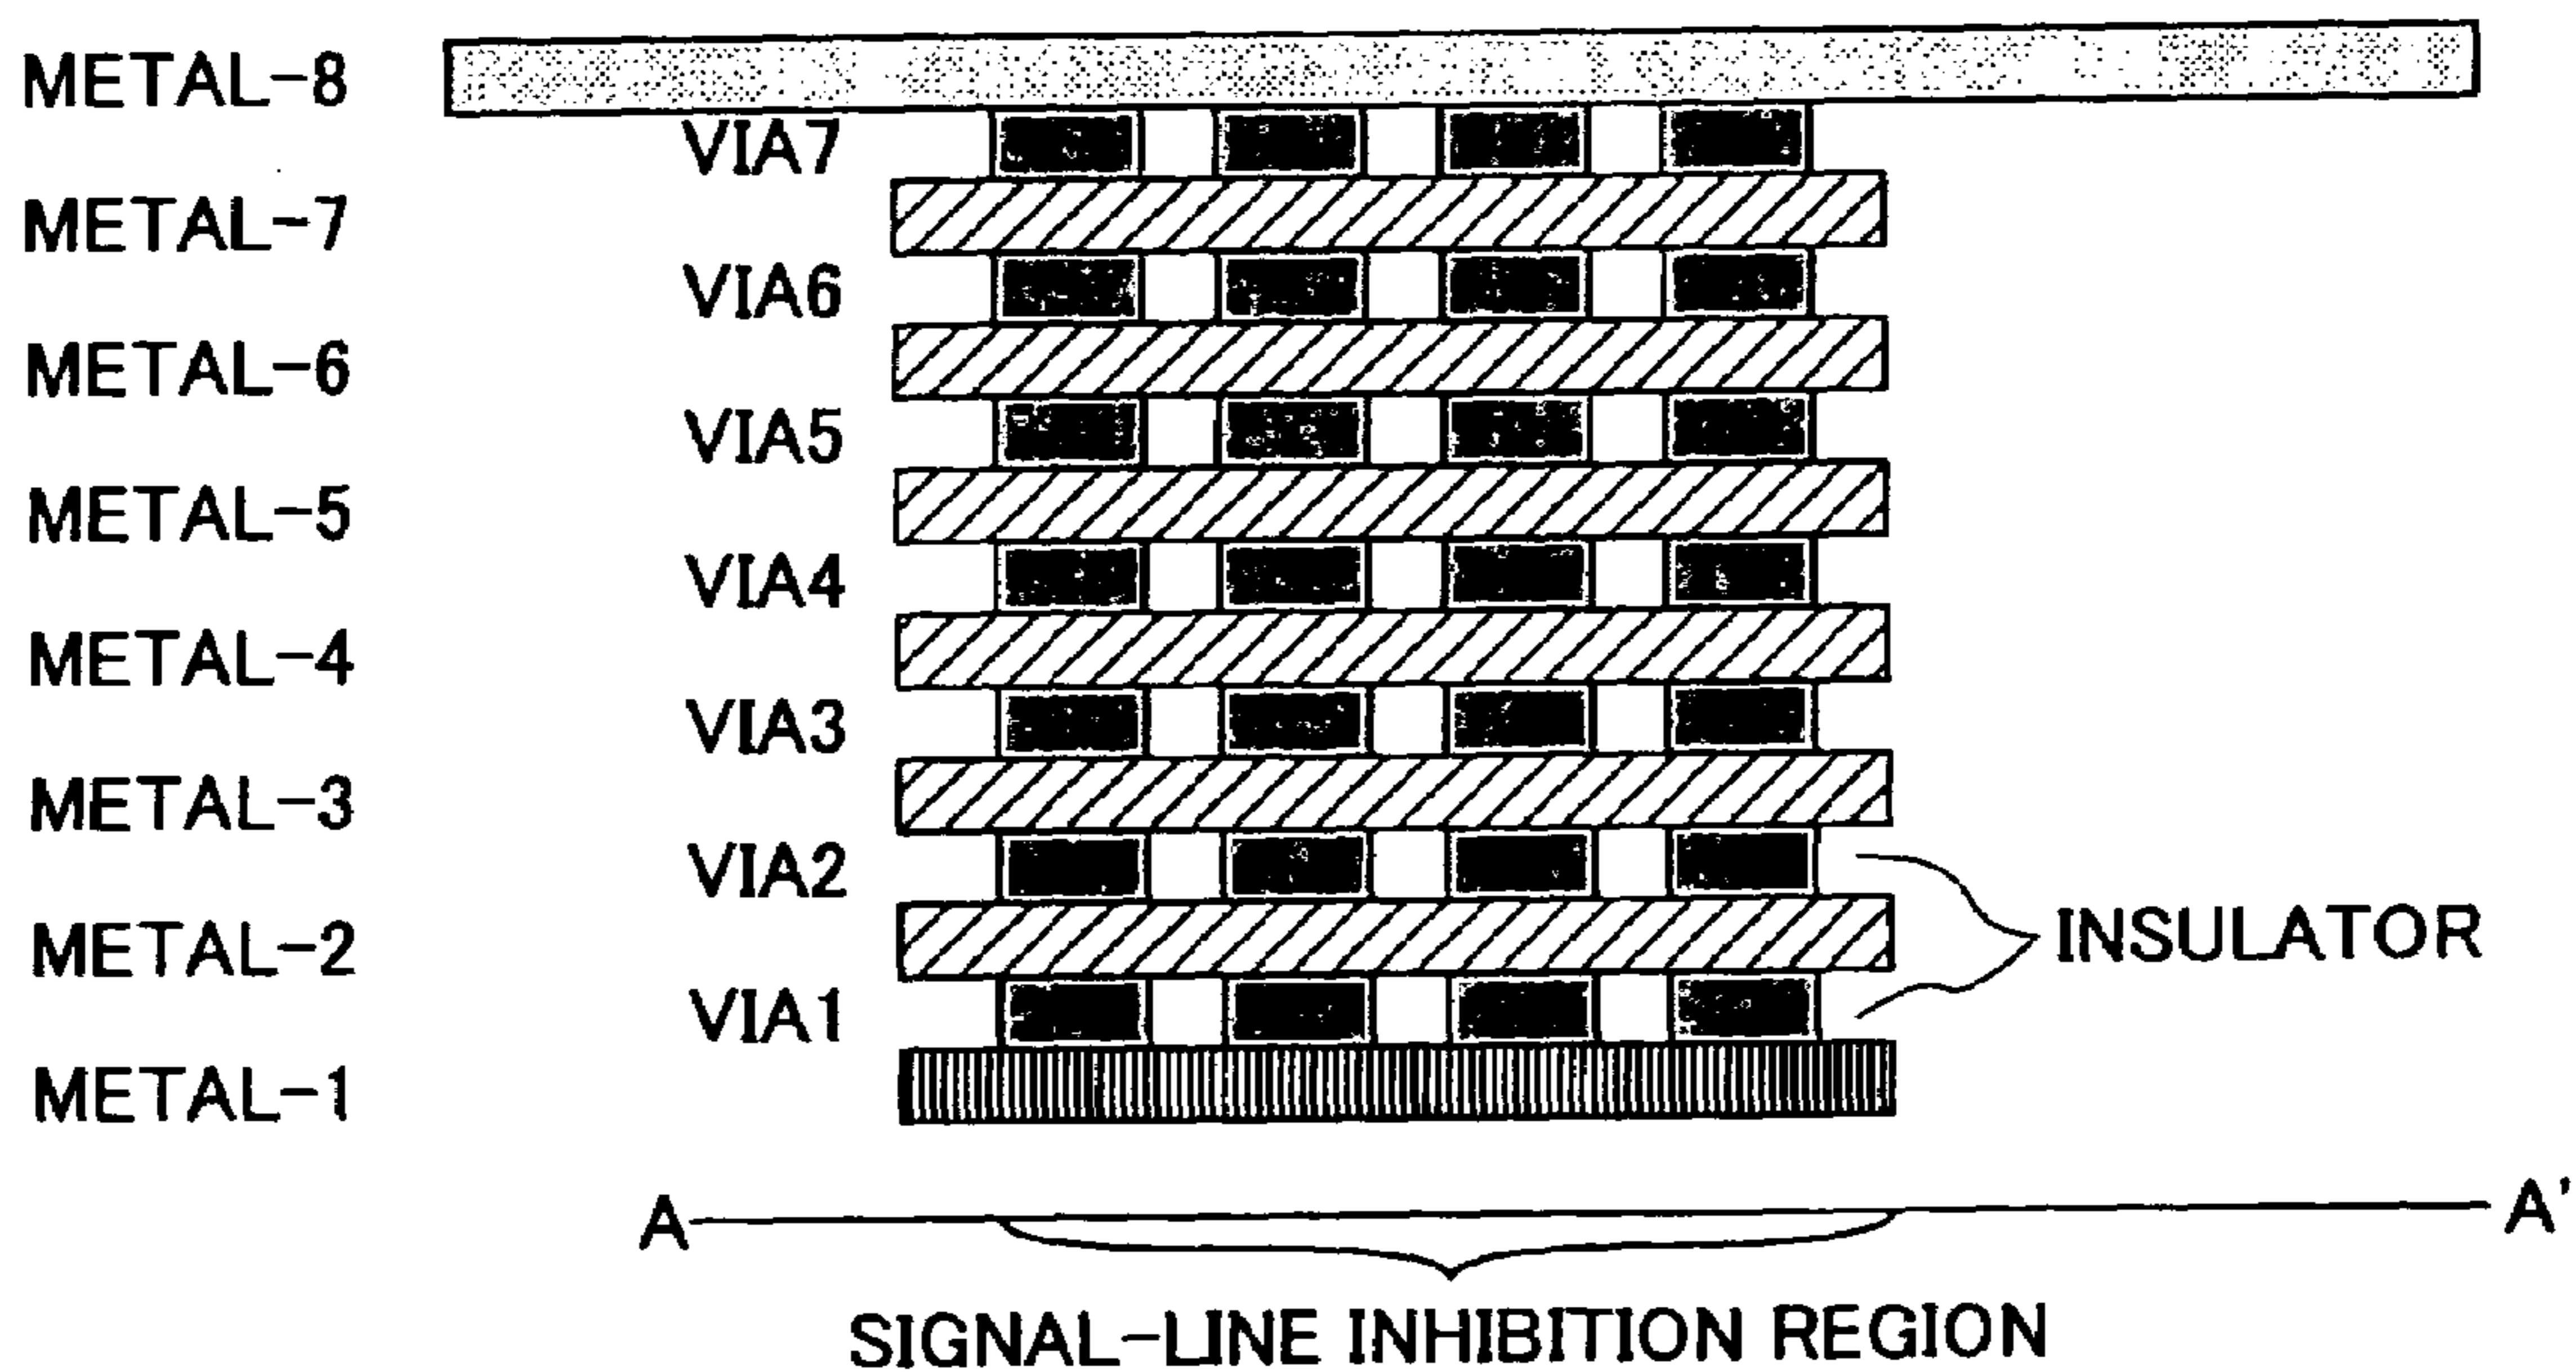 METAL-8
VIA7
METAL-7
VIA6
METAL-6
VIA5
METAL-5
VIA4
METAL-4
VIA3
METAL-3
VIA2
METAL-2
INSULATOR
VIA1
METAL-1
A
A'
SIGNAL-LINE INHIBITION REGION